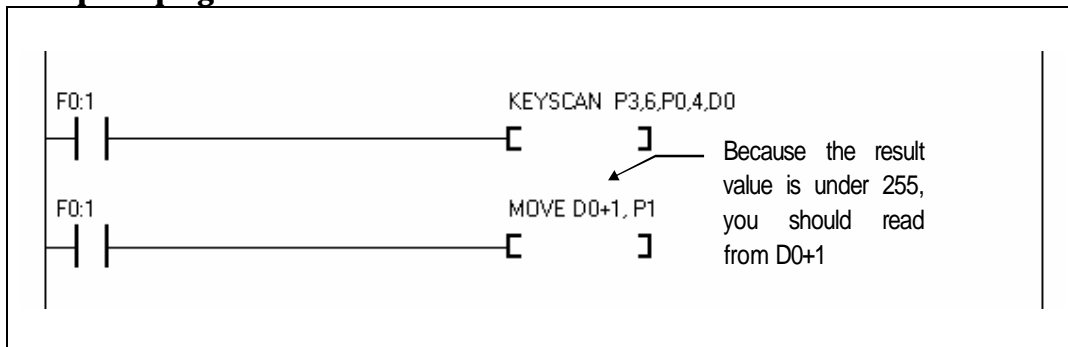 F0:1
KEYSCAN P3,6,P0,4,D0
Because the result
value is under 255,
you should read
from D0+1
F0:1
MOVE D0+1, P1